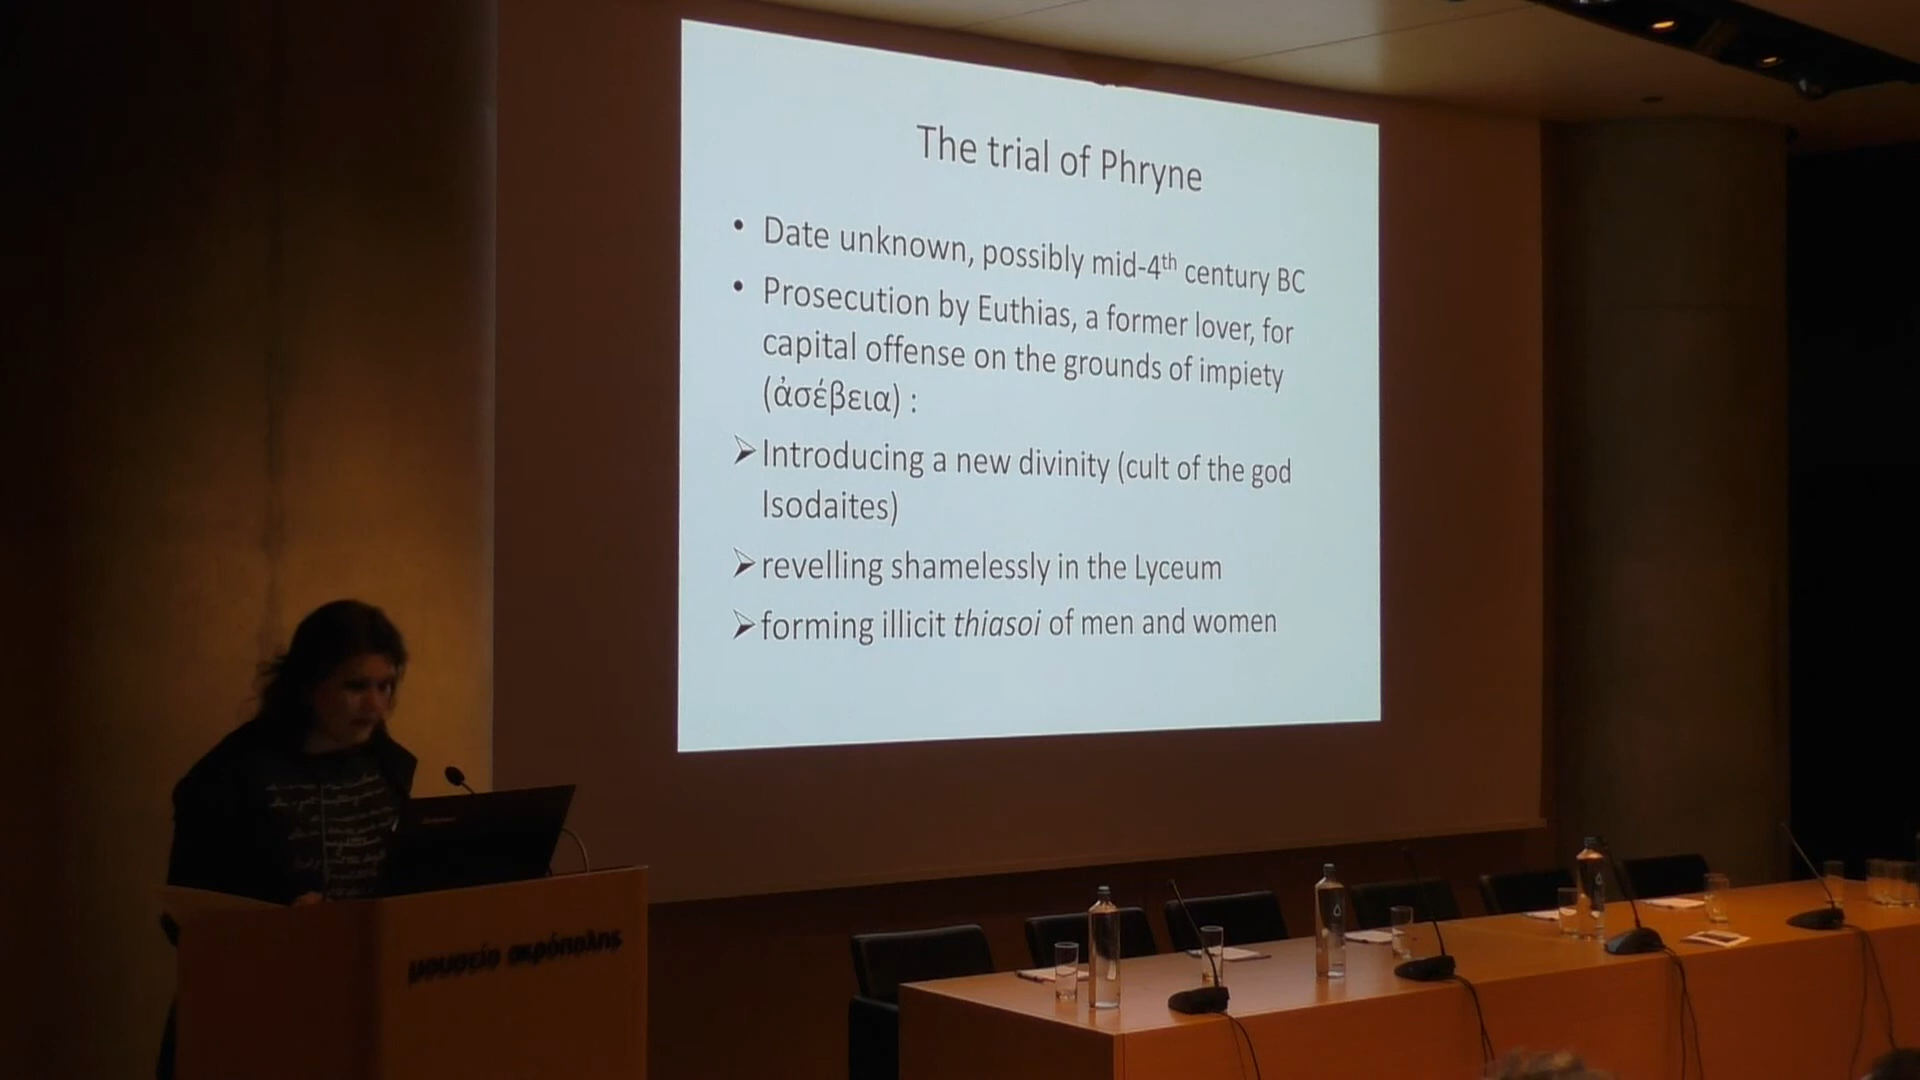 The trial of Phryne
• Date unknown, possibly mid-4th century BC
• Prosecution by Euthias, a former lover, for
capital offense on the grounds of impiety
(ἀσέβεια) :
➢ Introducing a new divinity (cult of the god
Isodaites)
➢ revelling shamelessly in the Lyceum
➢ forming illicit thiasoi of men and women
μουσείο ακρόπολης